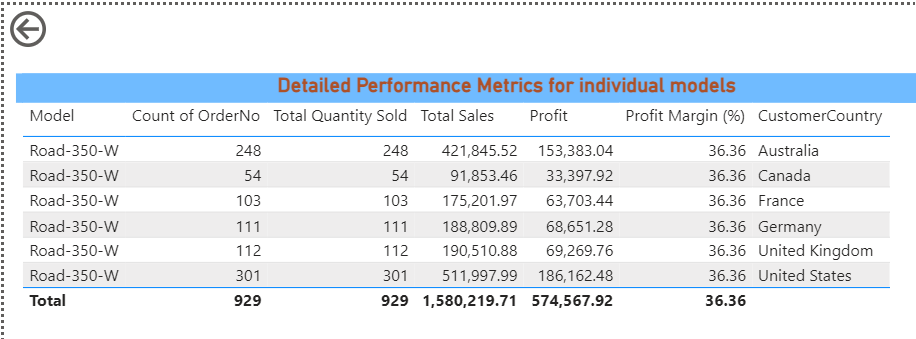 Detailed Performance Metrics for individual models
Model Count of OrderNo Total Quantity Sold Total Sales Profit Profit Margin (%) CustomerCountry
Road-350-W 248 248 421,845.52 153,383.04 36.36 Australia
Road-350-W 54 54 91,853.46 33,397.92 36.36 Canada
Road-350-W 103 103 175,201.97 63,703.44 36.36 France
Road-350-W 111 111 188,809.89 68,651.28 36.36 Germany
Road-350-W 112 112 190,510.88 69,269.76 36.36 United Kingdom
Road-350-W 301 301 511,997.99 186,162.48 36.36 United States
Total 929 929 1,580,219.71 574,567.92 36.36